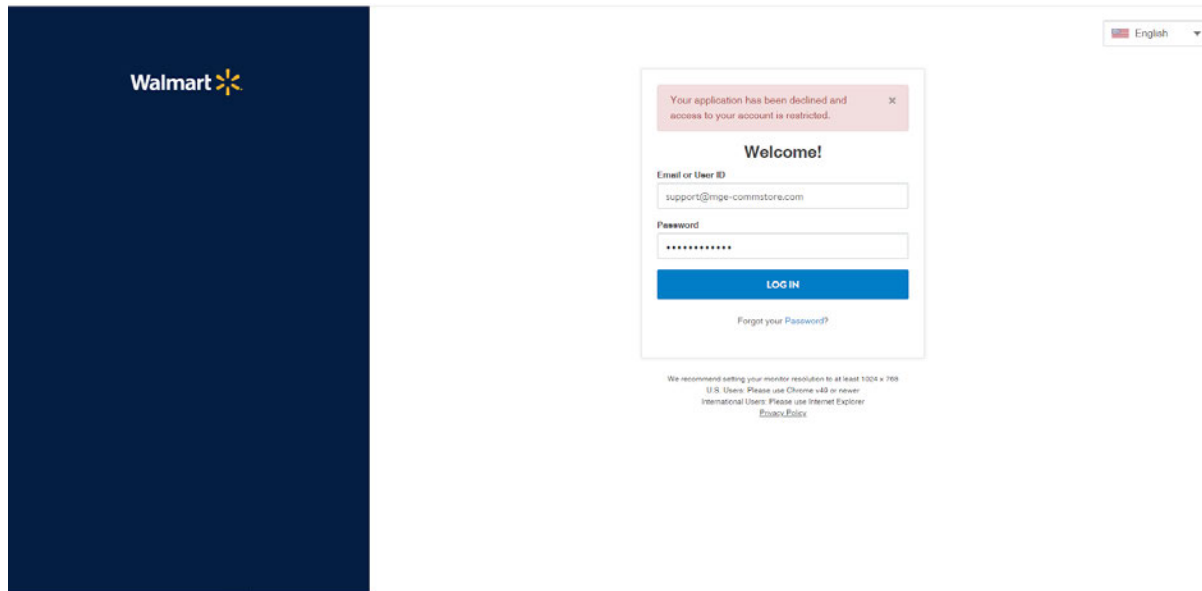 English
Walmart
Your application has been declined and
access to your account is restricted.
×
Welcome!
Email or User ID
support@mge-commstore.com
Password
••••••••••••
LOG IN
Forgot your Password?
We recommend setting your monitor resolution to at least 1024 x 768
U.S. Users: Please use Chrome v49 or newer
International Users: Please use Internet Explorer
Privacy Policy